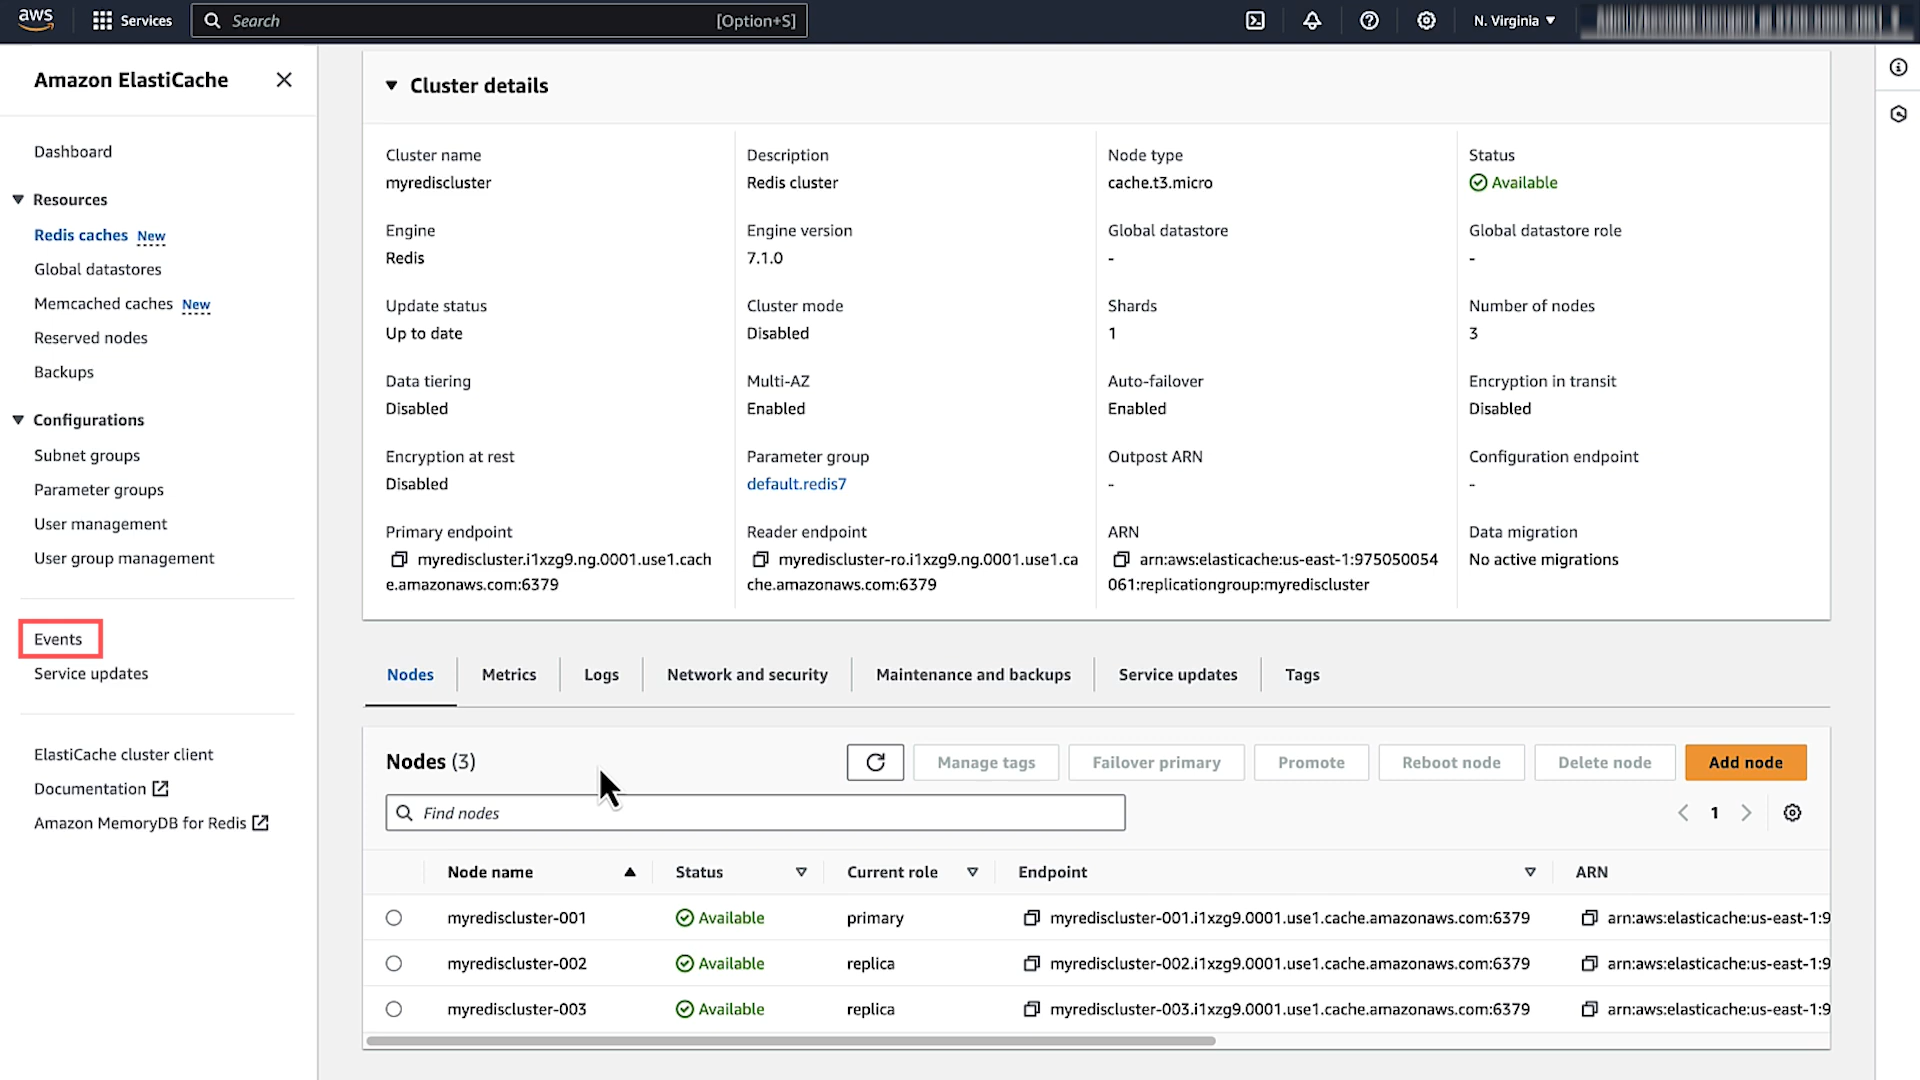 aws
Services
Search
[Option+S]
N. Virginia
Amazon ElastiCache
Dashboard
Resources
Redis caches New
Global datastores
Memcached caches New
Reserved nodes
Backups
Configurations
Subnet groups
Parameter groups
User management
User group management
Events
Service updates
ElastiCache cluster client
Documentation
Amazon MemoryDB for Redis
Cluster details
Cluster name
myrediscluster
Description
Redis cluster
Node type
cache.t3.micro
Status
Available
Engine
Redis
Engine version
7.1.0
Global datastore
-
Global datastore role
-
Update status
Up to date
Cluster mode
Disabled
Shards
1
Number of nodes
3
Data tiering
Disabled
Multi-AZ
Enabled
Auto-failover
Enabled
Encryption in transit
Disabled
Encryption at rest
Disabled
Parameter group
default.redis7
Outpost ARN
-
Configuration endpoint
-
Primary endpoint
myrediscluster.i1xzg9.ng.0001.use1.cach
e.amazonaws.com:6379
Reader endpoint
myrediscluster-ro.i1xzg9.ng.0001.use1.ca
che.amazonaws.com:6379
ARN
arn:aws:elasticache:us-east-1:975050054
061:replicationgroup:myrediscluster
Data migration
No active migrations
Nodes
Metrics
Logs
Network and security
Maintenance and backups
Service updates
Tags
Nodes (3)
Manage tags
Failover primary
Promote
Reboot node
Delete node
Add node
Find nodes
1
Node name
Status
Current role
Endpoint
ARN
myrediscluster-001 Available primary myrediscluster-001.i1xzg9.0001.use1.cache.amazonaws.com:6379 arn:aws:elasticache:us-east-1:9
myrediscluster-002 Available replica myrediscluster-002.i1xzg9.0001.use1.cache.amazonaws.com:6379 arn:aws:elasticache:us-east-1:9
myrediscluster-003 Available replica myrediscluster-003.i1xzg9.0001.use1.cache.amazonaws.com:6379 arn:aws:elasticache:us-east-1:9